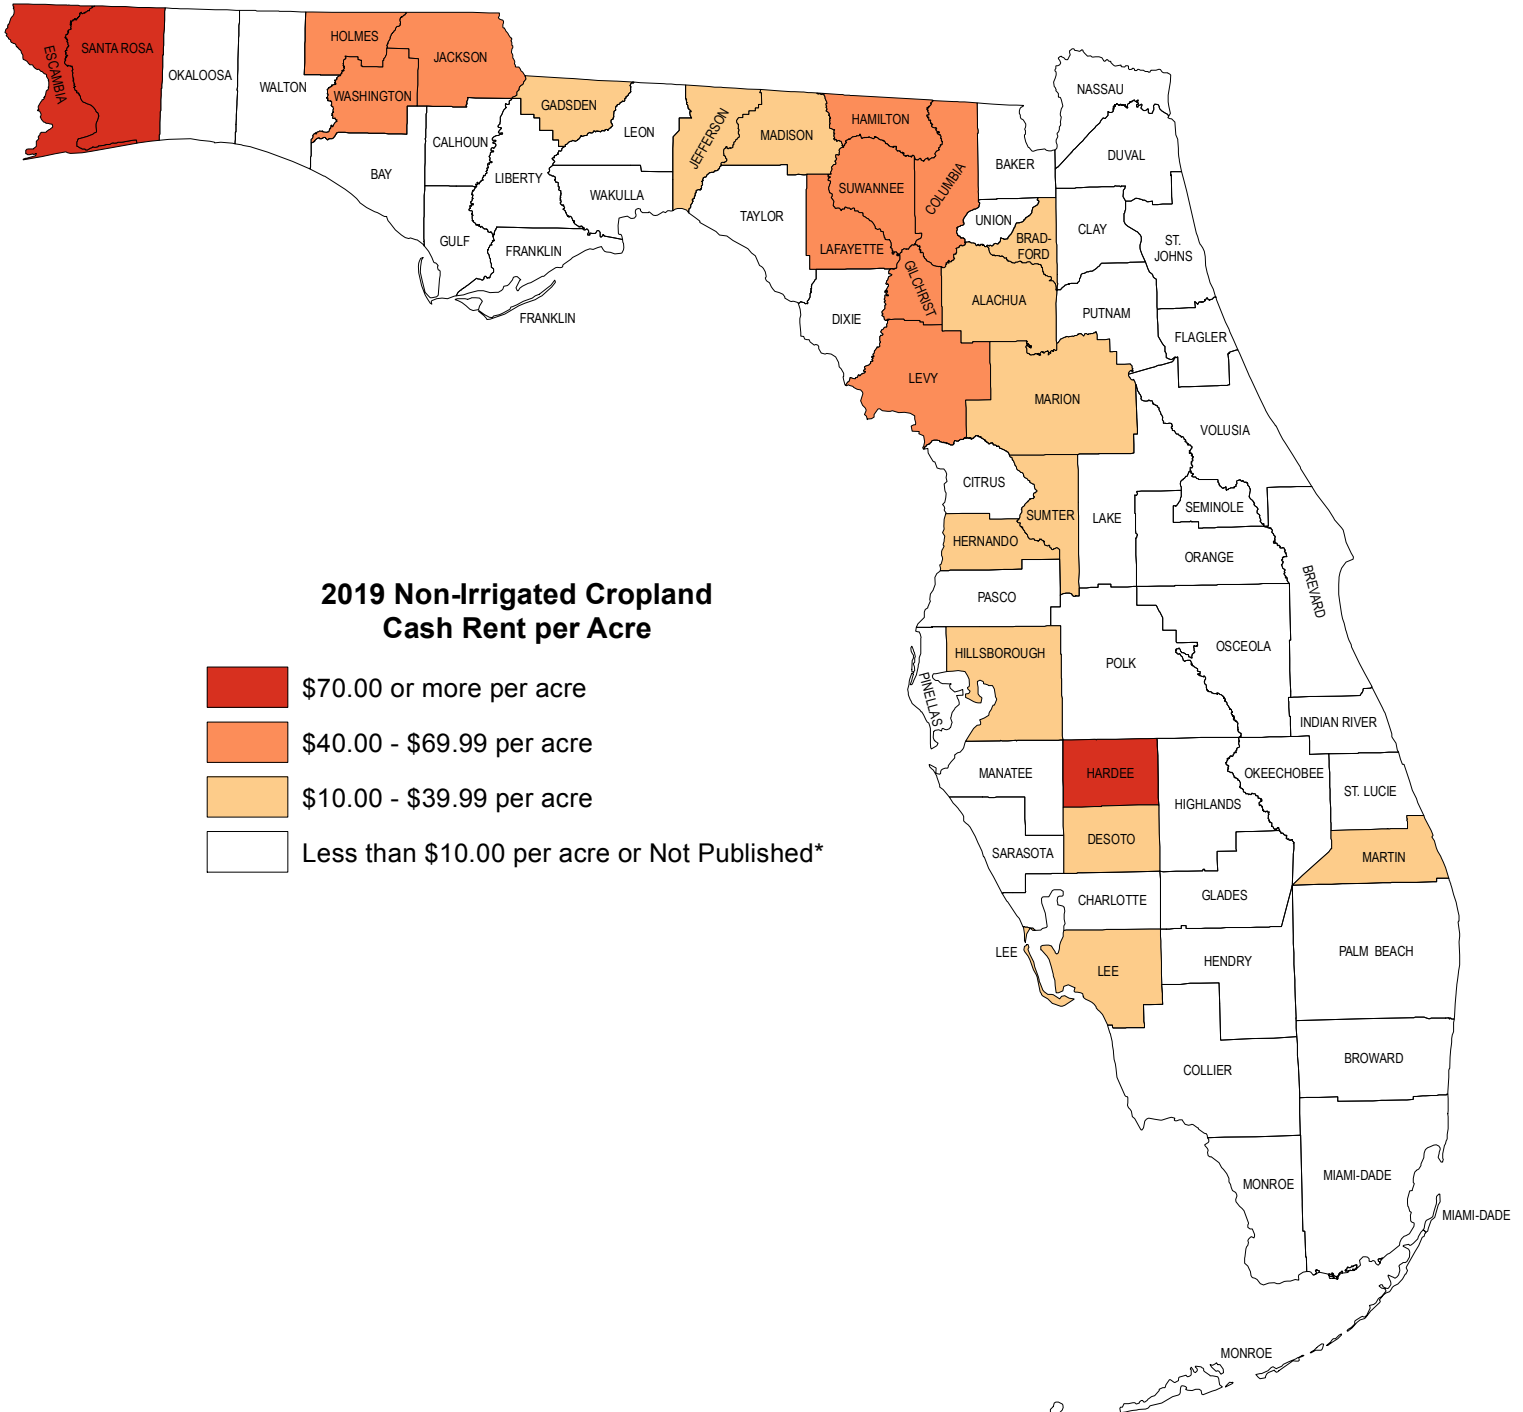 HOLMES
SANTA ROSA
JACKSON
ESCAMBIA
OKALOOSA
WALTON
WASHINGTON
NASSAU
GADSDEN
HAMILTON
LEON
JEFFERSON
MADISON
CALHOUN
DUVAL
BAKER
BAY
LIBERTY
SUWANNEE
COLUMBIA
WAKULLA
TAYLOR
UNION
CLAY
BRAD-
FORD
ST.
JOHNS
GULF
FRANKLIN
LAFAYETTE
GILCHRIST
ALACHUA
FRANKLIN
DIXIE
PUTNAM
FLAGLER
LEVY
MARION
VOLUSIA
CITRUS
SUMTER
LAKE
SEMINOLE
HERNANDO
ORANGE
BREVARD
2019 Non-Irrigated Cropland
Cash Rent per Acre
PASCO
HILLSBOROUGH
OSCEOLA
POLK
$70.00 or more per acre
PINELLAS
INDIAN RIVER
$40.00 - $69.99 per acre
MANATEE
HARDEE
OKEECHOBEE
ST. LUCIE
$10.00 - $39.99 per acre
HIGHLANDS
DESOTO
Less than $10.00 per acre or Not Published*
SARASOTA
MARTIN
CHARLOTTE
GLADES
LEE
LEE
HENDRY
PALM BEACH
COLLIER
BROWARD
MONROE
MIAMI-DADE
MIAMI-DADE
MONROE